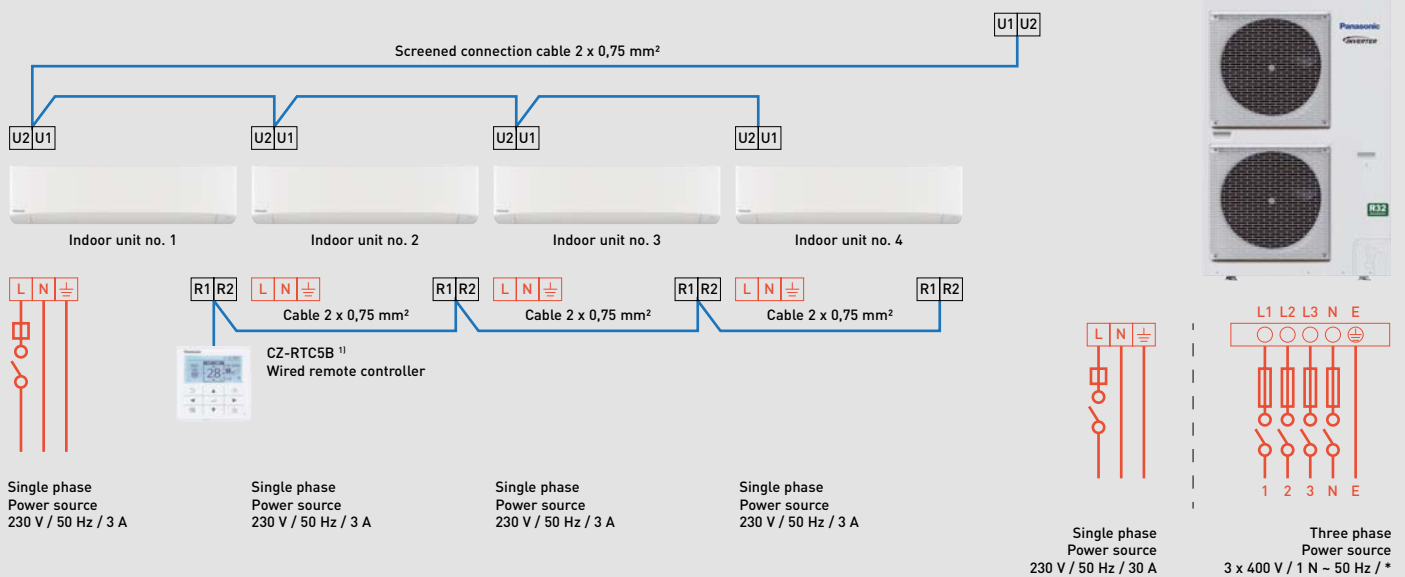 U1 U2
Screened connection cable 2 x 0,75 mm²
Panasonic
INVERTER
U2 U1
U2 U1
U2 U1
U2 U1
R32
Indoor unit no. 1
Indoor unit no. 2
Indoor unit no. 3
Indoor unit no. 4
L N
R1 R2
L N
R1 R2
L N
R1 R2
L N
R1 R2
Cable 2 x 0,75 mm²
Cable 2 x 0,75 mm²
Cable 2 x 0,75 mm²
CZ-RTC5B 1)
Wired remote controller
28
L N
L1 L2 L3 N E
1 2 3 N E
Single phase
Power source
230 V / 50 Hz / 3 A
Single phase
Power source
230 V / 50 Hz / 3 A
Single phase
Power source
230 V / 50 Hz / 3 A
Single phase
Power source
230 V / 50 Hz / 3 A
Single phase
Power source
230 V / 50 Hz / 30 A
Three phase
Power source
3 x 400 V / 1 N ~ 50 Hz / *